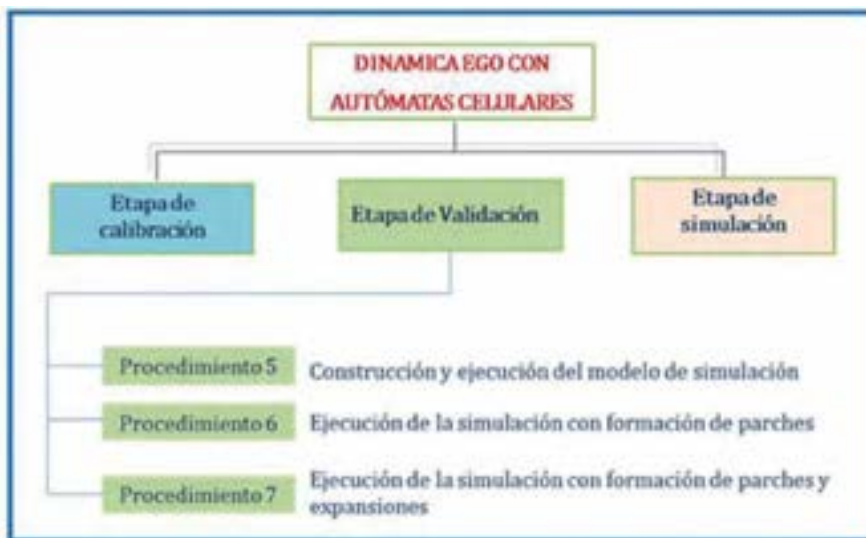 DINAMICA EGO CON
AUTÓMATAS CELULARES
Etapa de
calibración
Etapa de Validación
Etapa de
simulación
Procedimiento 5
Construcción y ejecución del modelo de simulación
Procedimiento 6
Ejecución de la simulación con formación de parches
Procedimiento 7
Ejecución de la simulación con formación de parches y
expansiones